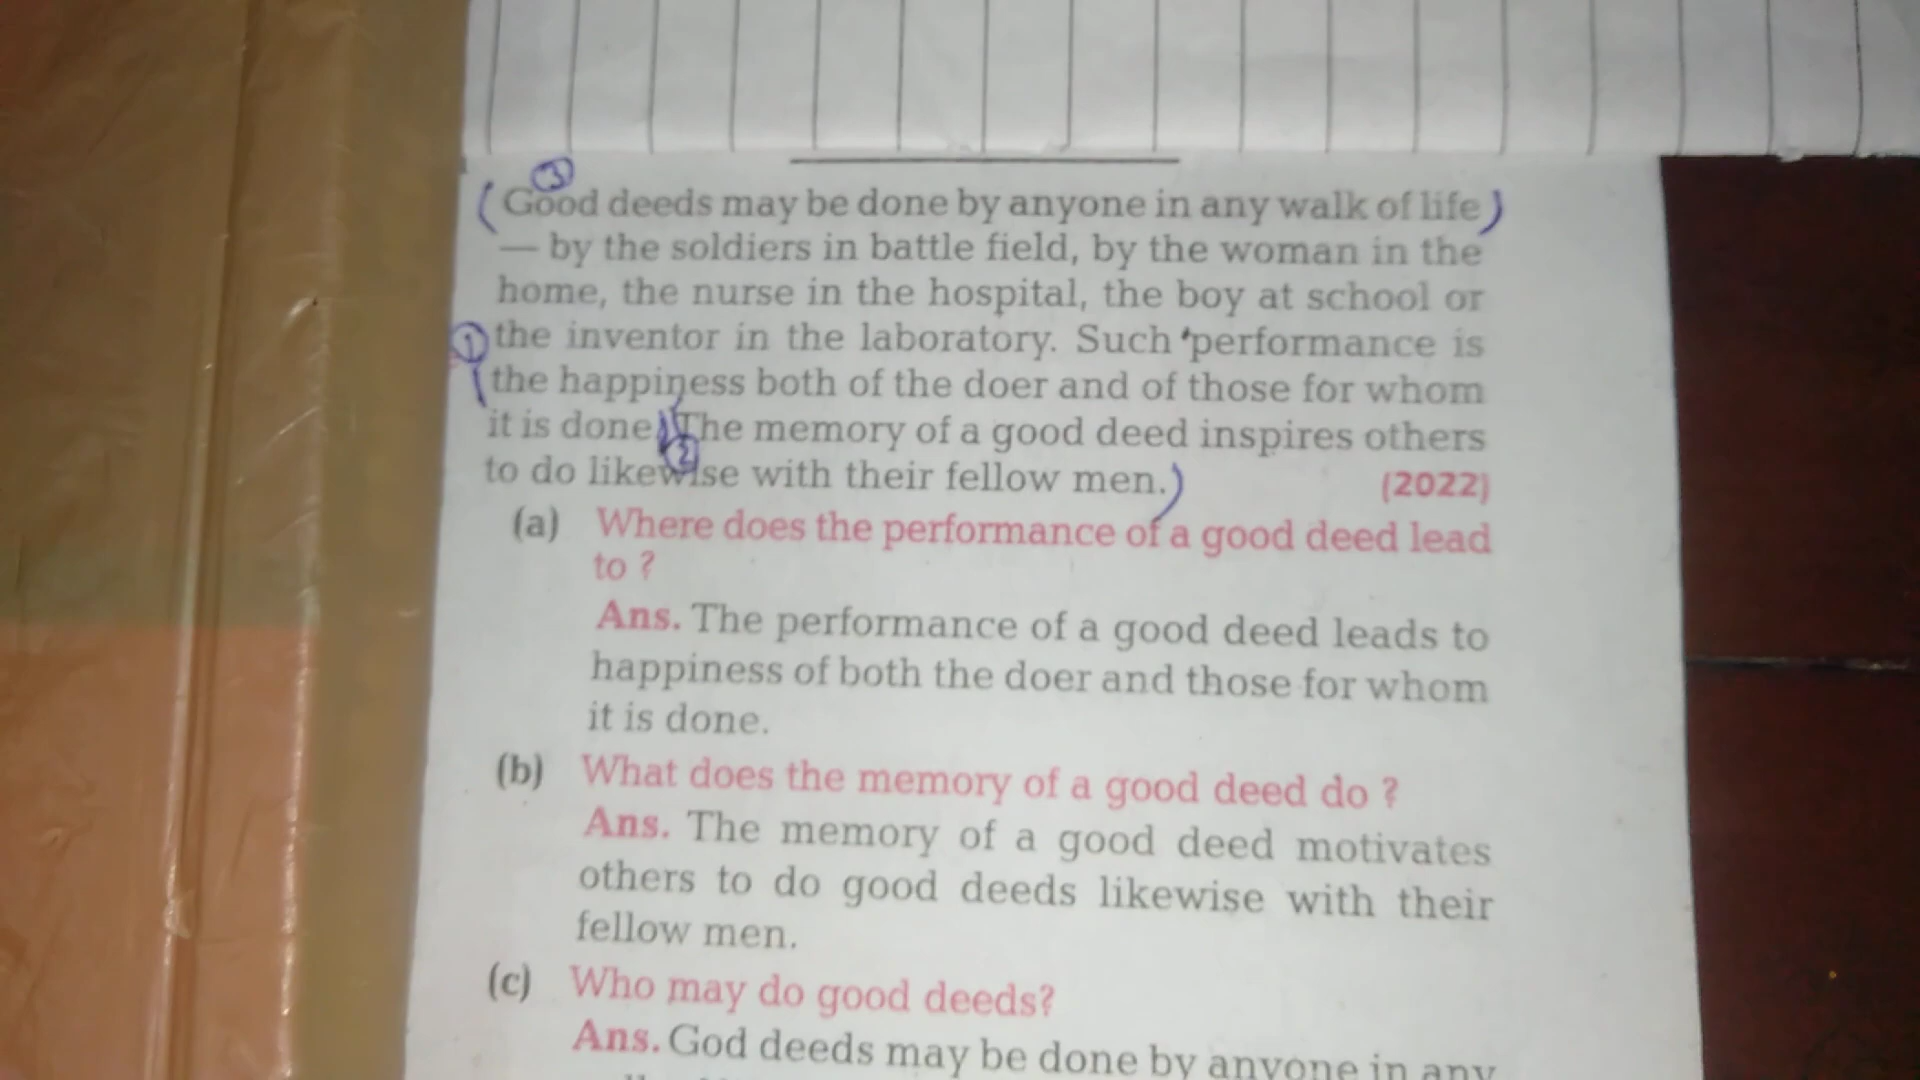 ③
(Good deeds may be done by anyone in any walk of life)
— by the soldiers in battle field, by the woman in the
home, the nurse in the hospital, the boy at school or
① the inventor in the laboratory. Such 'performance is
(the happiness both of the doer and of those for whom
it is done.) (The memory of a good deed inspires others
②
to do likewise with their fellow men.) (2022)
(a) Where does the performance of a good deed lead
to ?
Ans. The performance of a good deed leads to
happiness of both the doer and those for whom
it is done.
(b) What does the memory of a good deed do ?
Ans. The memory of a good deed motivates
others to do good deeds likewise with their
fellow men.
(c) Who may do good deeds?
Ans. God deeds may be done by anyone in any